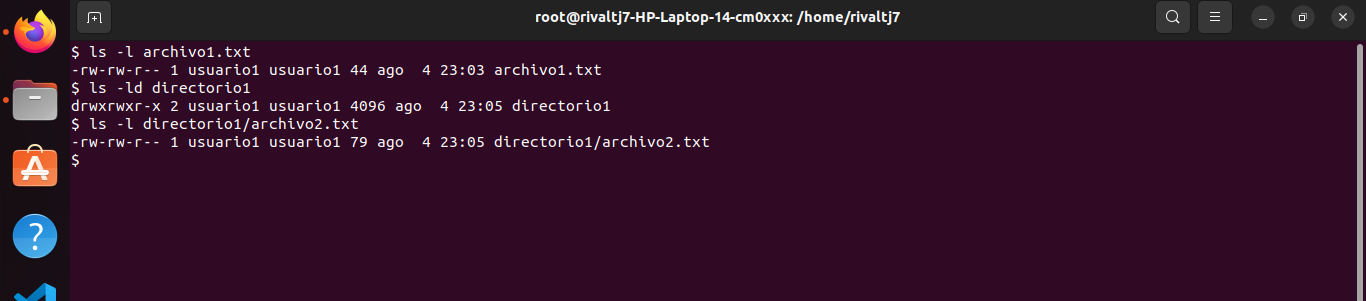 root@rivaltj7-HP-Laptop-14-cm0xxx: /home/rivaltj7
$ ls -l archivo1.txt
-rw-rw-r-- 1 usuario1 usuario1 44 ago  4 23:03 archivo1.txt
$ ls -ld directorio1
drwxrwxr-x 2 usuario1 usuario1 4096 ago  4 23:05 directorio1
$ ls -l directorio1/archivo2.txt
-rw-rw-r-- 1 usuario1 usuario1 79 ago  4 23:05 directorio1/archivo2.txt
$